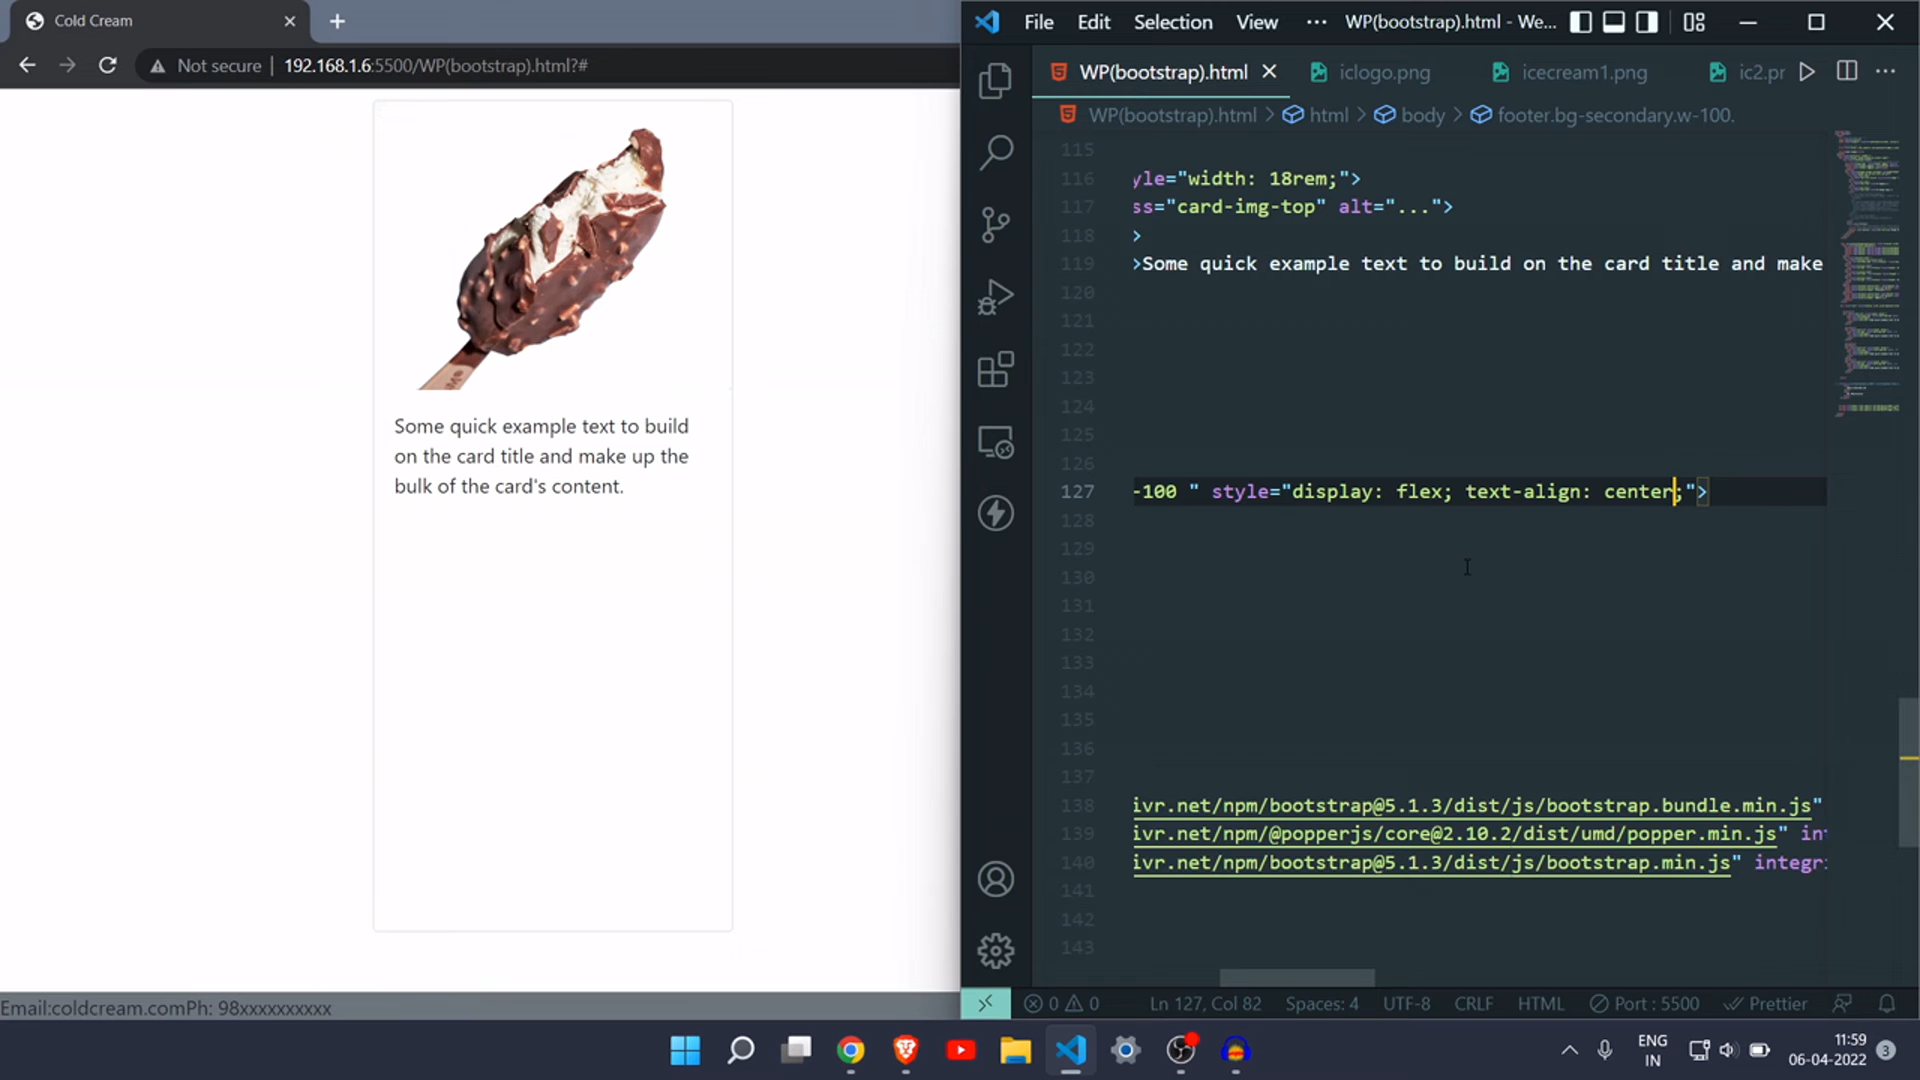 Cold Cream
Not secure
192.168.1.6:5500/WP(bootstrap).html?#
Some quick example text to build
on the card title and make up the
bulk of the card's content.
Email:coldcream.comPh: 98xxxxxxxxxx
File Edit Selection View ··· WP(bootstrap).html - We...
WP(bootstrap).html iclogo.png icecream1.png ic2.pr
WP(bootstrap).html > html > body > footer.bg-secondary.w-100.
115
116 yle="width: 18rem;">
117 ss="card-img-top" alt="...">
118 >
119 >Some quick example text to build on the card title and make
120
121
122
123
124
125
126
127 -100 " style="display: flex; text-align: center;">
128
129
130
131
132
133
134
135
136
137
138 ivr.net/npm/bootstrap@5.1.3/dist/js/bootstrap.bundle.min.js"
139 ivr.net/npm/@popperjs/core@2.10.2/dist/umd/popper.min.js" in
140 ivr.net/npm/bootstrap@5.1.3/dist/js/bootstrap.min.js" integri
141
142
143
0 0 Ln 127, Col 82 Spaces: 4 UTF-8 CRLF HTML Port : 5500 Prettier
ENG
IN
11:59
06-04-2022
3